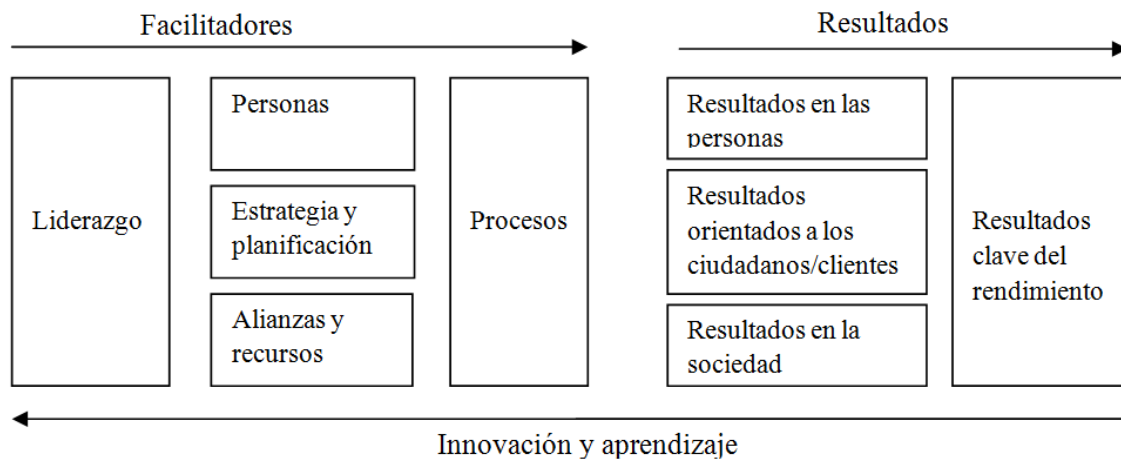 Facilitadores
Resultados
Liderazgo
Personas
Estrategia y
planificación
Alianzas y
recursos
Procesos
Resultados en las
personas
Resultados
orientados a los
ciudadanos/clientes
Resultados en la
sociedad
Resultados
clave del
rendimiento
Innovación y aprendizaje